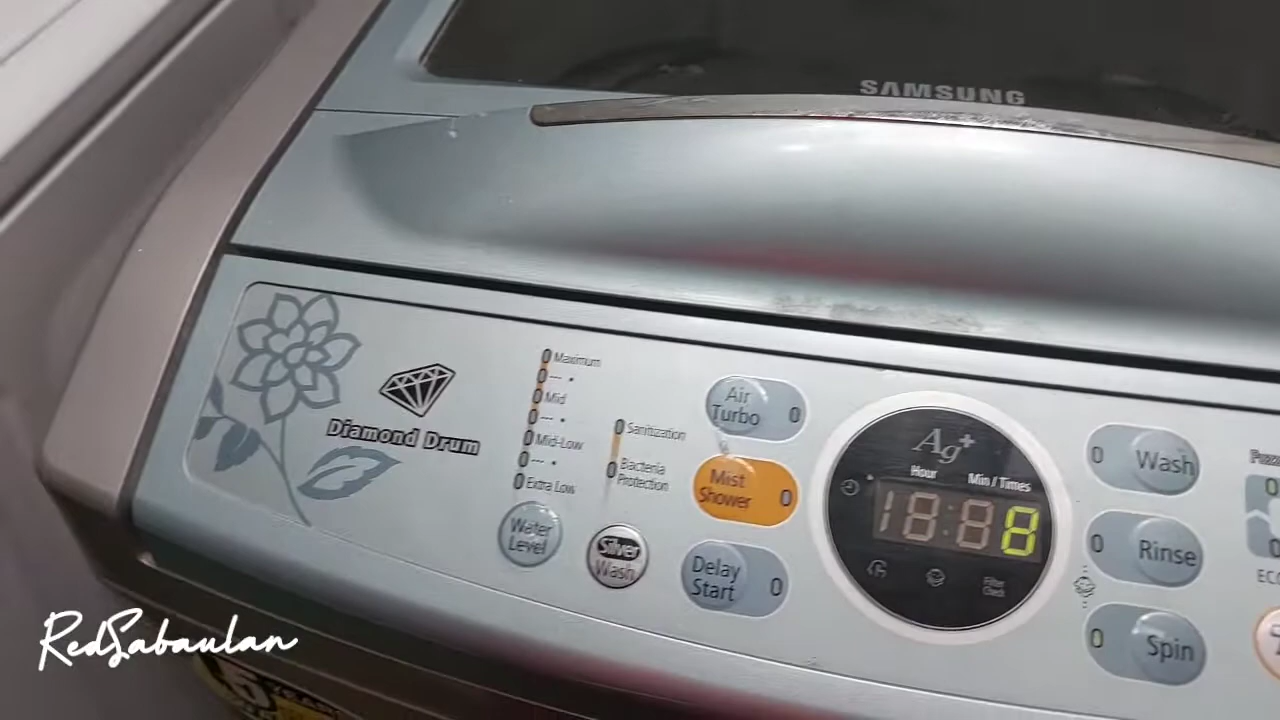 SAMSUNG
Diamond Drum
Maximum
Mid
Mid-Low
Extra Low
Water
Level
Sanitization
Bacteria
Protection
Silver
Wash
Air
Turbo
Mist
Shower
Delay
Start
Ag+
Hour Min / Times
18:88
Filter
Check
Wash
Rinse
Spin
RedSabaulan